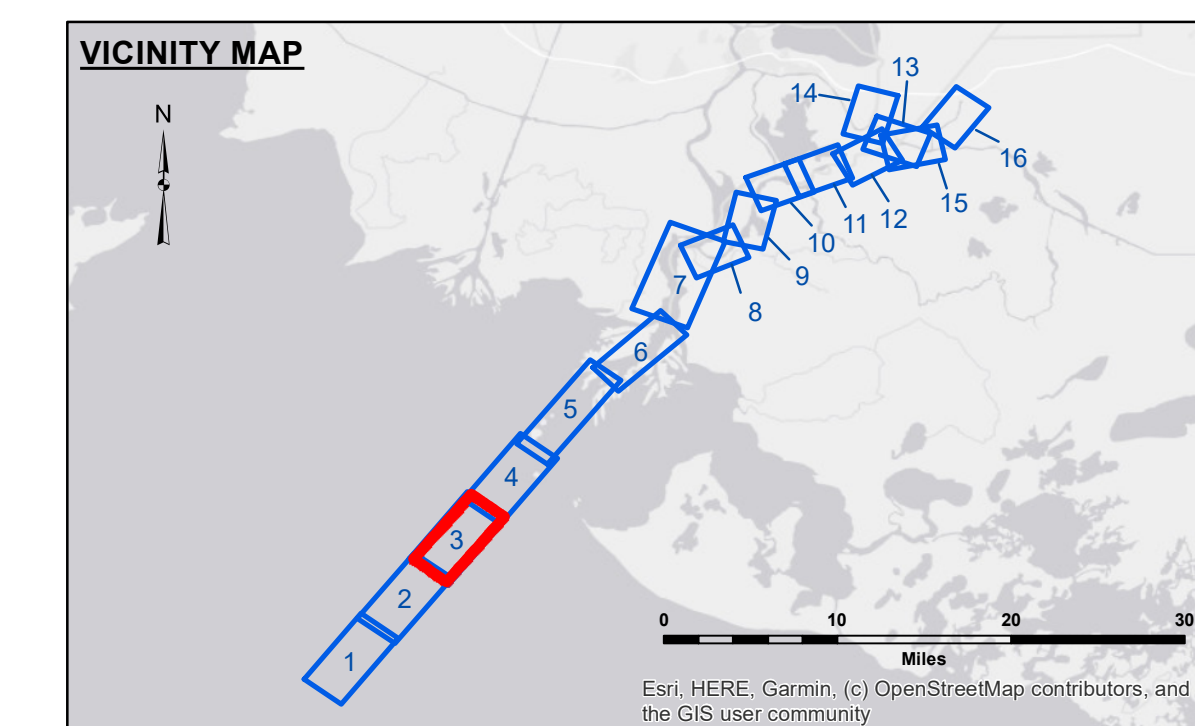 VICINITY MAP
N
13
14
16
15
12
11
10
9
8
7
6
5
4
3
2
1
0 10 20 30
Miles
Esri, HERE, Garmin, (c) OpenStreetMap contributors, and
the GIS user community